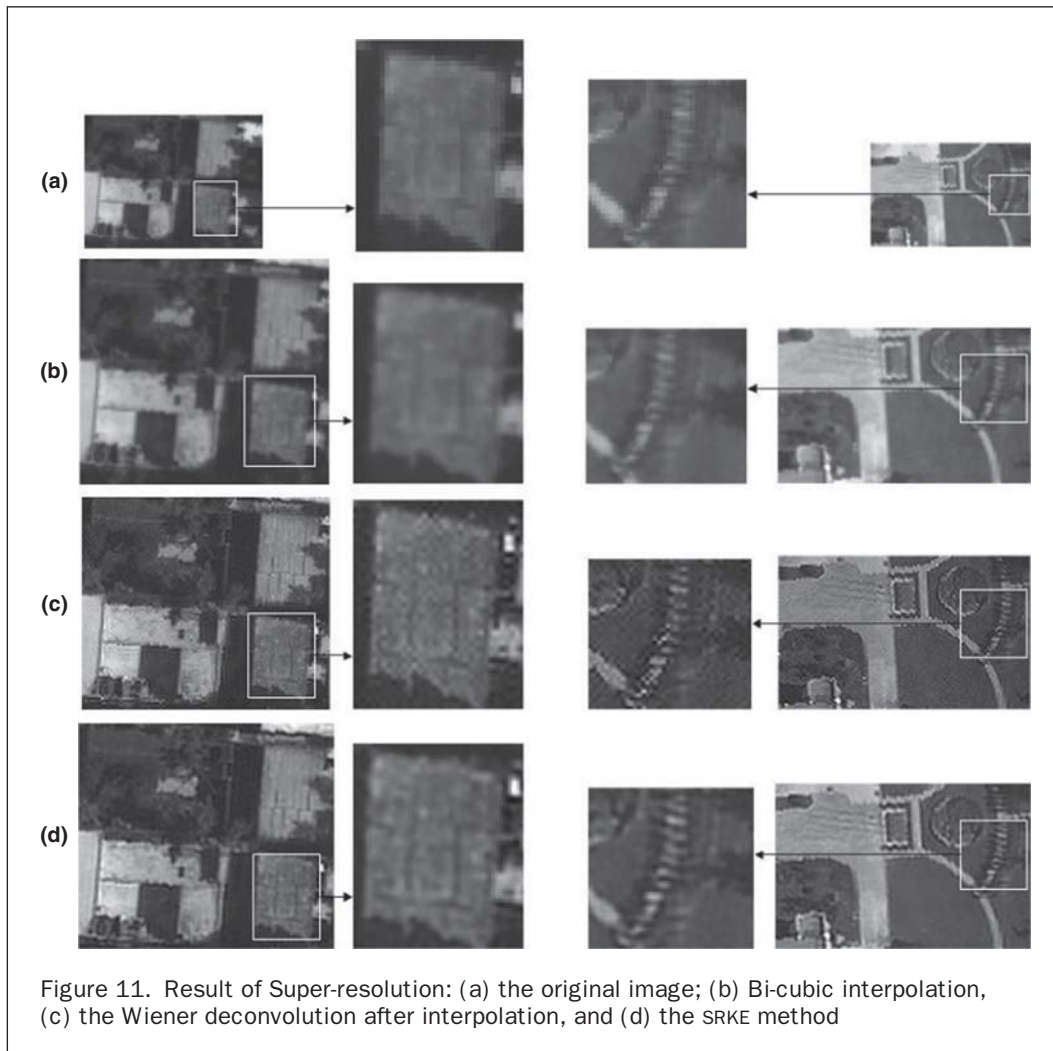 (a)
(b)
(c)
(d)
Figure 11. Result of Super-resolution: (a) the original image; (b) Bi-cubic interpolation,
(c) the Wiener deconvolution after interpolation, and (d) the SRKE method